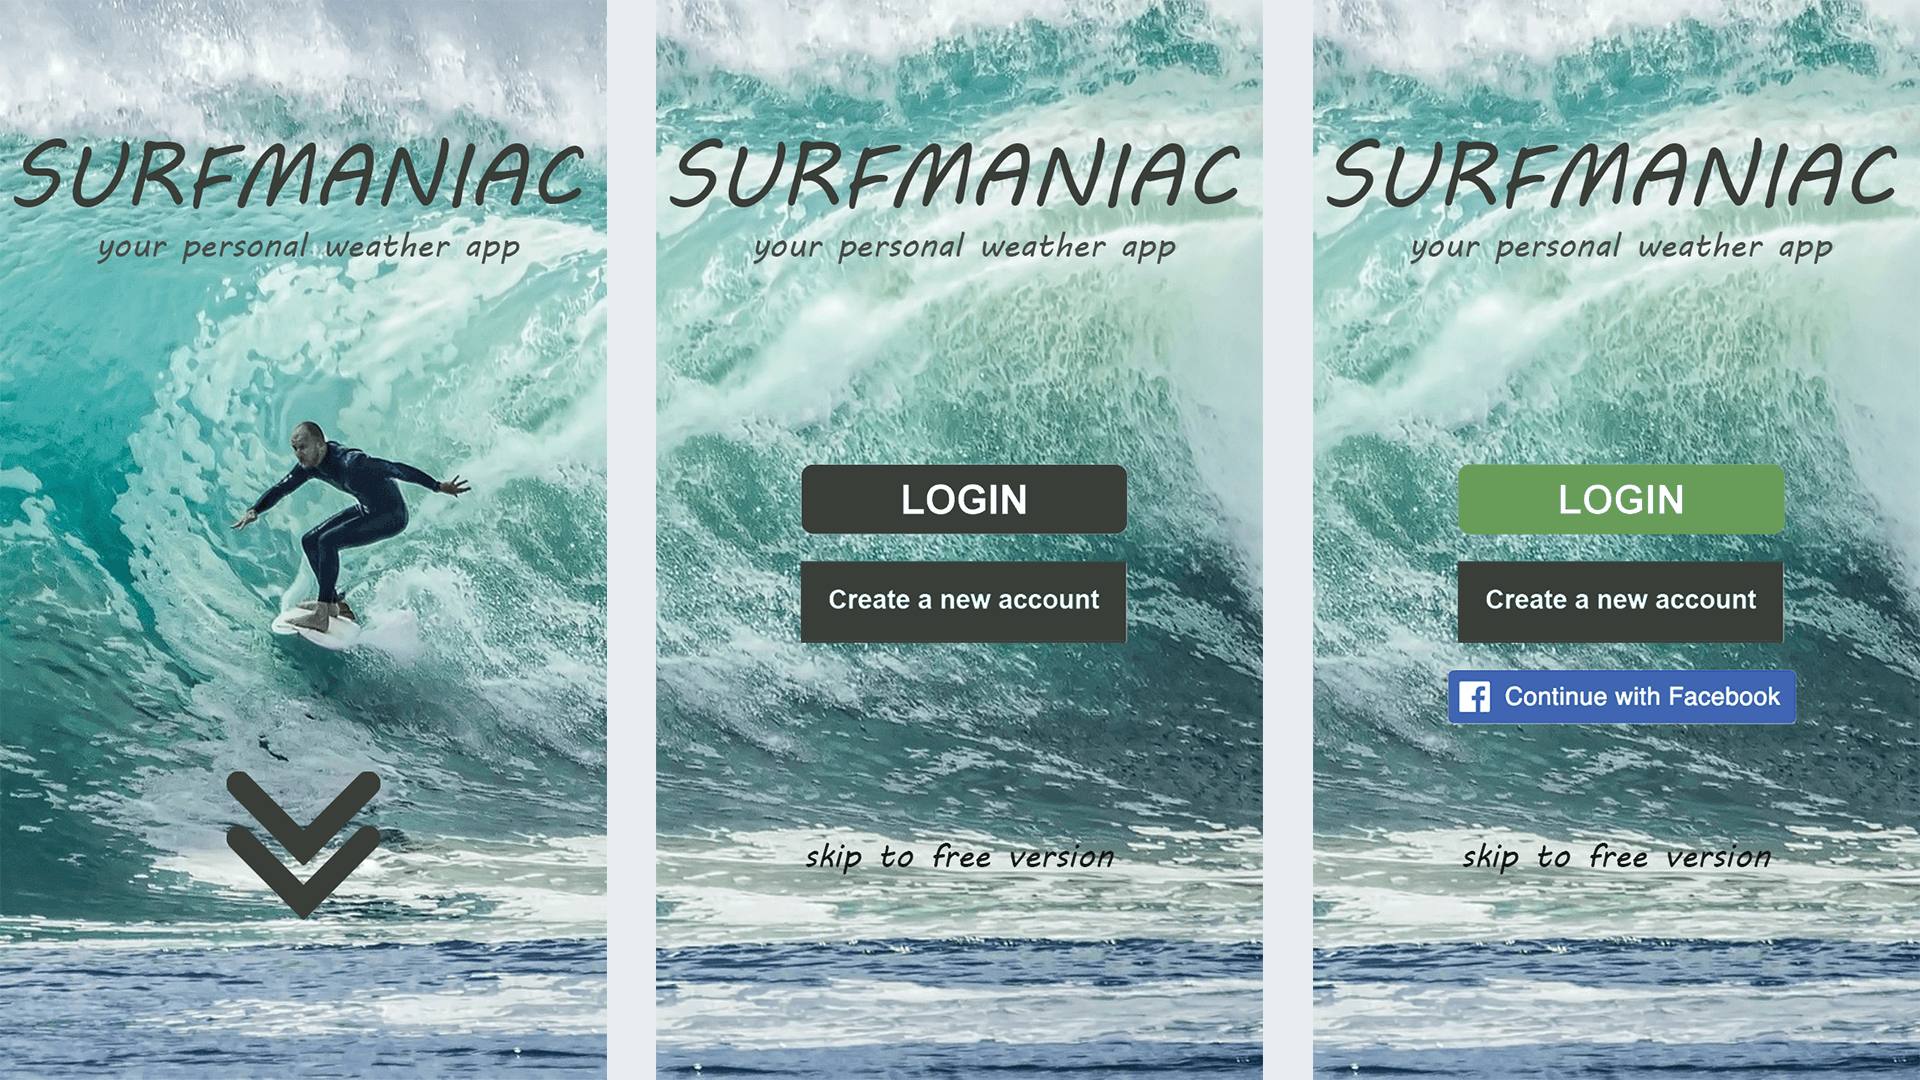 SURFMANIAC
your personal weather app
SURFMANIAC
your personal weather app
LOGIN
Create a new account
skip to free version
SURFMANIAC
your personal weather app
LOGIN
Create a new account
Continue with Facebook
skip to free version